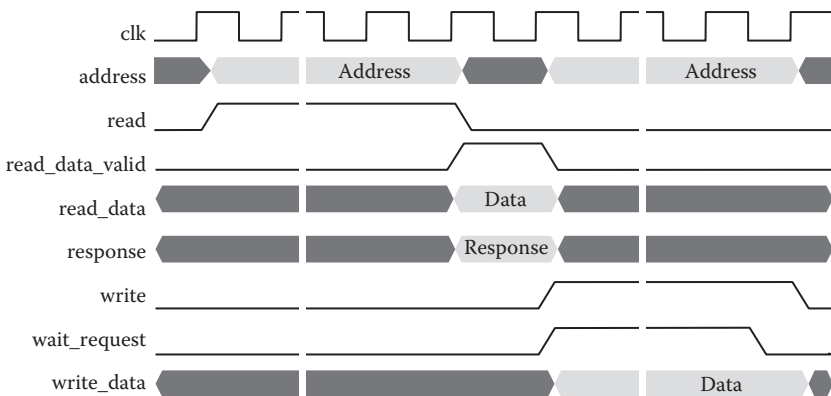 clk
address Address Address
read
read_data_valid
read_data Data
response Response
write
wait_request
write_data Data